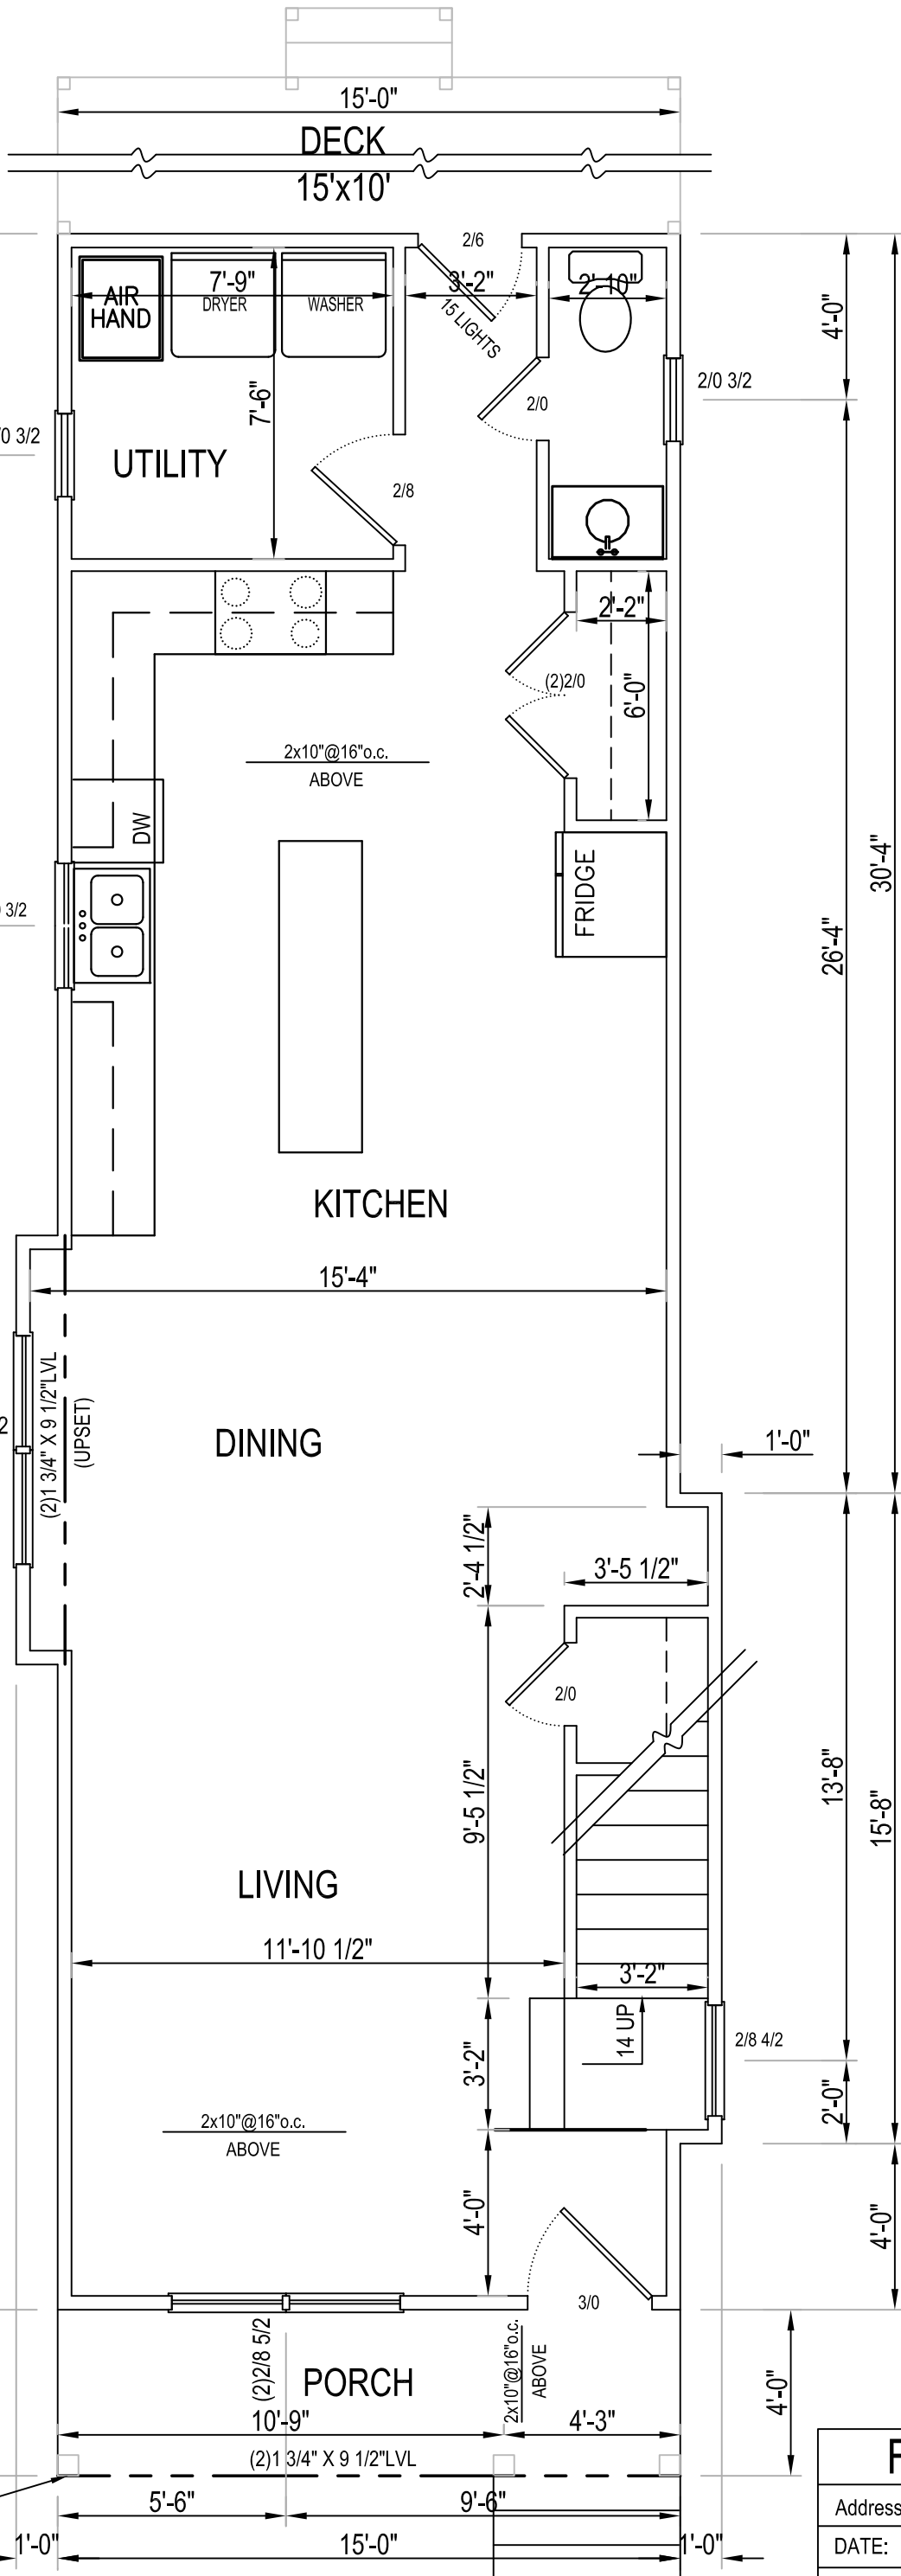 15'-0"
DECK
15'x10'
2/6
7'-9"
3'-2"
2'-10"
AIR
HAND
DRYER
WASHER
15 LIGHTS
4'-0"
2/0 3/2
7'-6"
2/0
/0 3/2
UTILITY
2/8
2'-2"
(2)2/0
6'-0"
2x10"@16"o.c.
ABOVE
DW
FRIDGE
30'-4"
3/2
26'-4"
KITCHEN
15'-4"
(2)1 3/4" X 9 1/2"LVL
(UPSET)
2
DINING
1'-0"
2'-4 1/2"
3'-5 1/2"
2/0
9'-5 1/2"
13'-8"
15'-8"
LIVING
11'-10 1/2"
3'-2"
14 UP
3'-2"
2/8 4/2
2'-0"
2x10"@16"o.c.
ABOVE
4'-0"
4'-0"
3/0
(2)2/8 5/2
PORCH
2x10"@16"o.c.
ABOVE
4'-0"
10'-9"
4'-3"
(2)1 3/4" X 9 1/2"LVL
5'-6"
9'-6"
Address
1'-0"
15'-0"
1'-0"
DATE: